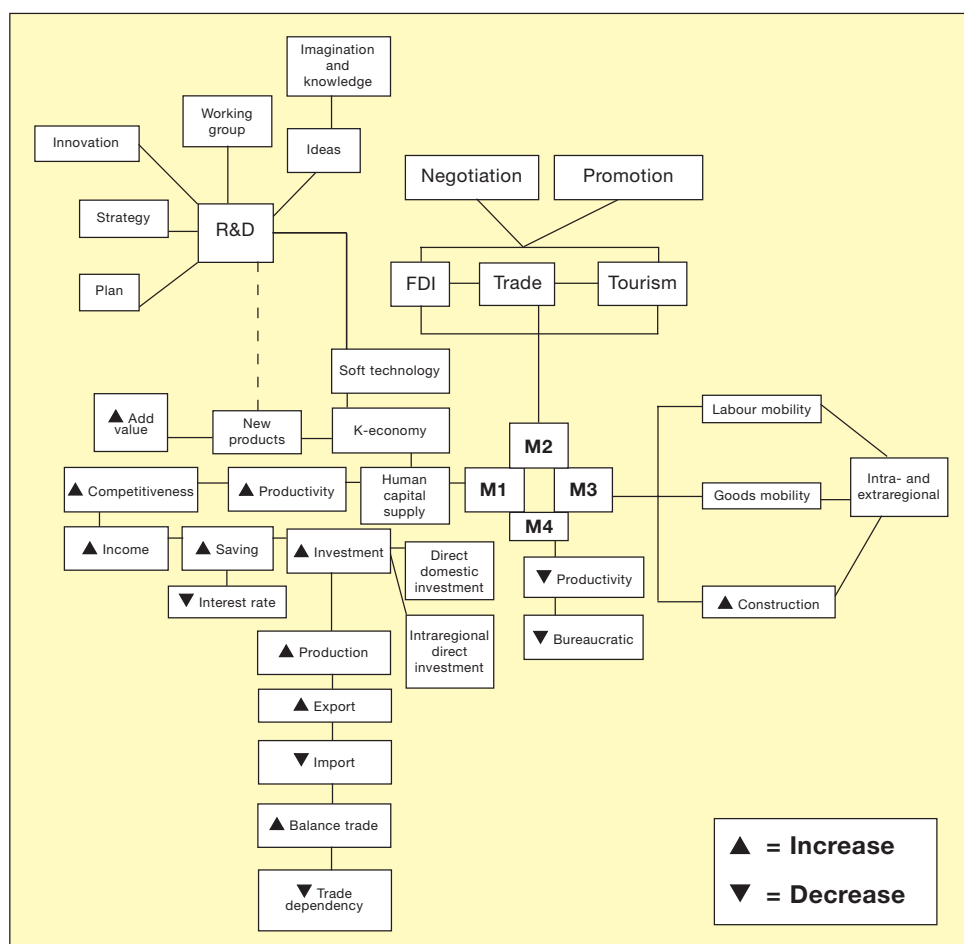 Imagination and
knowledge
Working
group
Innovation
Ideas
Negotiation
Promotion
Strategy
R&D
Plan
FDI
Trade
Tourism
Soft technology
▲ Add
value
New
products
K-economy
Labour mobility
M2
▲ Competitiveness
▲ Productivity
Human
capital
supply
M1
M3
Goods mobility
Intra- and
extraregional
M4
▲ Income
▲ Saving
▲ Investment
Direct
domestic
investment
▼ Productivity
▼ Interest rate
▲ Construction
▼ Bureaucratic
▲ Production
Intraregional
direct
investment
▲ Export
▼ Import
▲ Balance trade
▼ Trade
dependency
▲ = Increase
▼ = Decrease